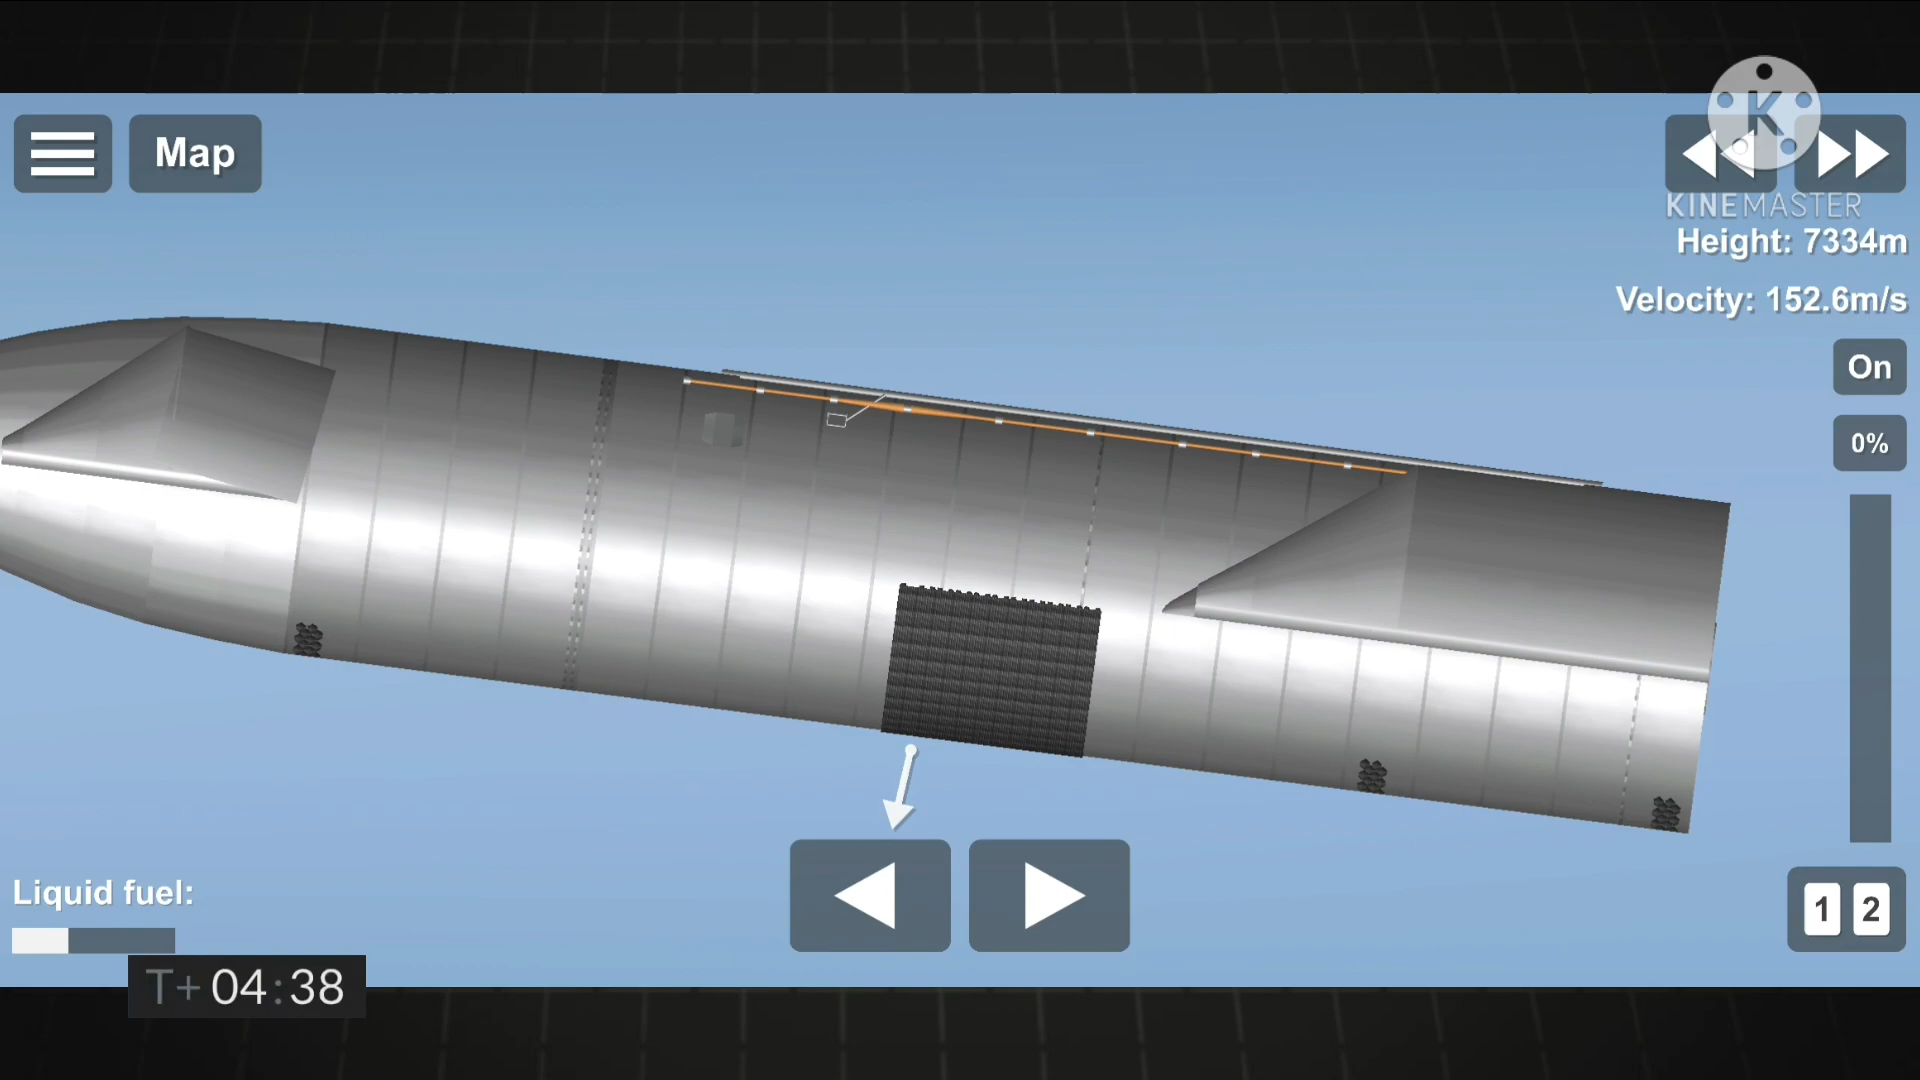 Map
K
KINEMASTER
Height: 7334m
Velocity: 152.6m/s
On
0%
Liquid fuel:
1 2
T+ 04:38